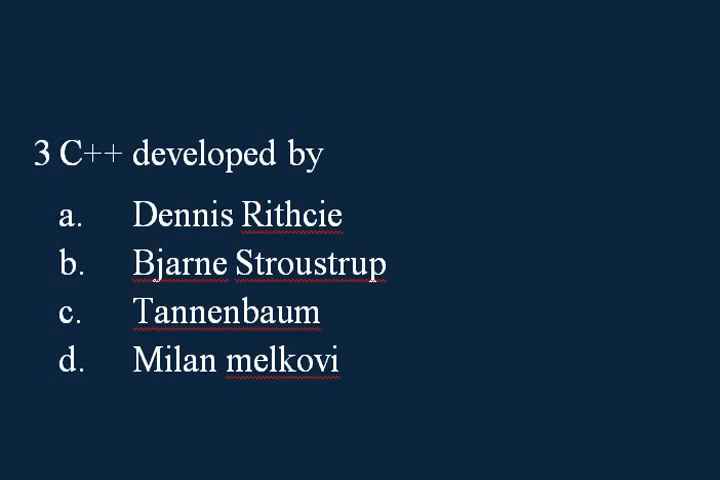 3 C++ developed by
a. Dennis Rithcie
b. Bjarne Stroustrup
c. Tannenbaum
d. Milan melkovi